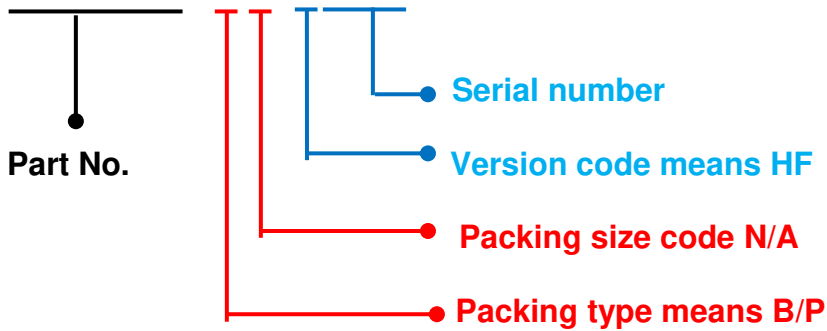 Serial number
Part No.
Version code means HF
Packing size code N/A
Packing type means B/P